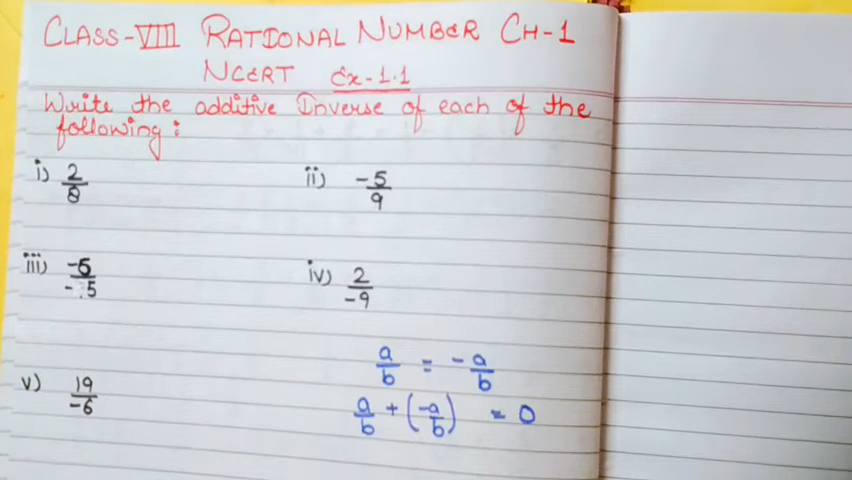 CLASS-VIII RATIONAL NUMBER CH-1
NCERT Ex-1.1
Write the additive Inverse of each of the
following:
i) 2/8 ii) -5/9
iii) -6/-5 iv) 2/-9
v) 19/-6
a/b = -a/b
a/b + (-a/b) = 0